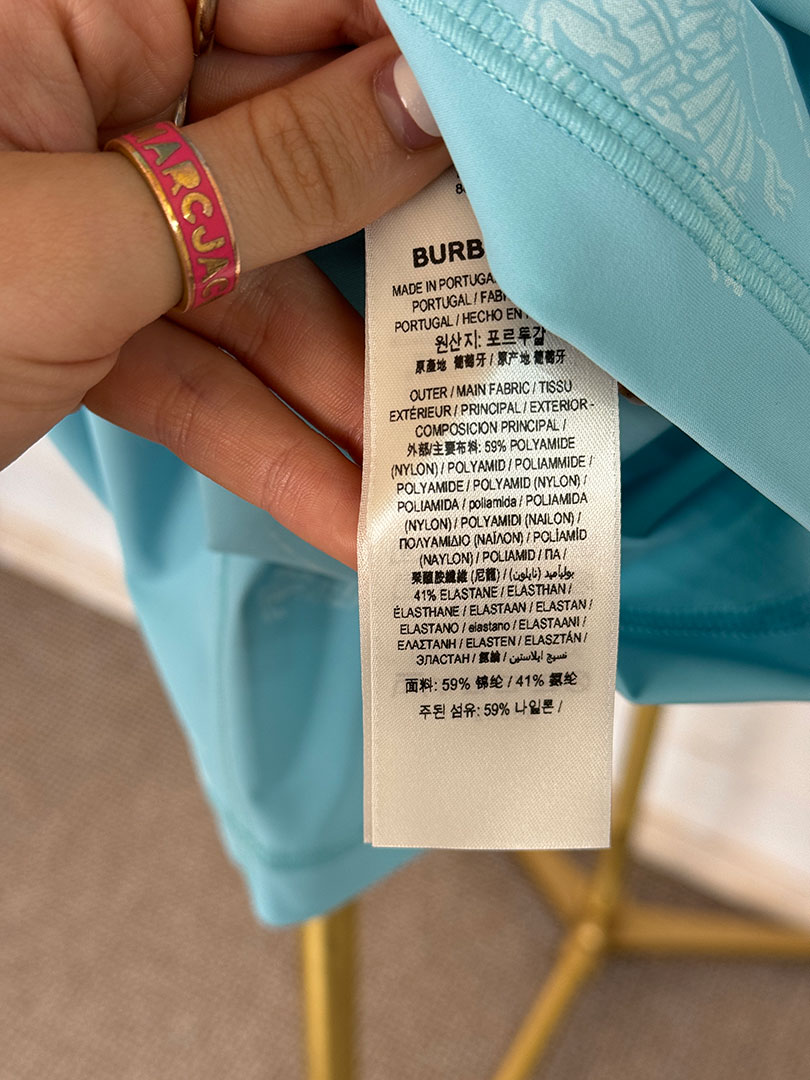 MARC JAC
BURB
MADE IN PORTUGA
PORTUGAL / FAB
PORTUGAL / HECHO EN
원산지: 포르투갈
原產地 葡萄牙 / 原产地 葡萄牙
OUTER / MAIN FABRIC / TISSU
EXTÉRIEUR / PRINCIPAL / EXTERIOR -
COMPOSICION PRINCIPAL /
外部/主要布料: 59% POLYAMIDE
(NYLON) / POLYAMID / POLIAMMIDE /
POLYAMIDE / POLYAMID (NYLON) /
POLIAMIDA / poliamida / POLIAMIDA
(NYLON) / POLYAMIDI (NAILON) /
ΠΟΛΥΑΜΙΔΙΟ (ΝΑΪΛΟΝ) / POLİAMİD
(NAYLON) / POLIAMID / ПА /
聚醯胺纖維 (尼龍) / بولياميد (نايلون) /
41% ELASTANE / ELASTHAN /
ÉLASTHANE / ELASTAAN / ELASTAN /
ELASTANO / elastano / ELASTAANI /
ΕΛΑΣΤΑΝΗ / ELASTEN / ELASZTÁN /
ЭЛАСТАН / 氨綸 / نسيج ايلاستين /
面料: 59% 锦纶 / 41% 氨纶
주된 섬유: 59% 나일론 /